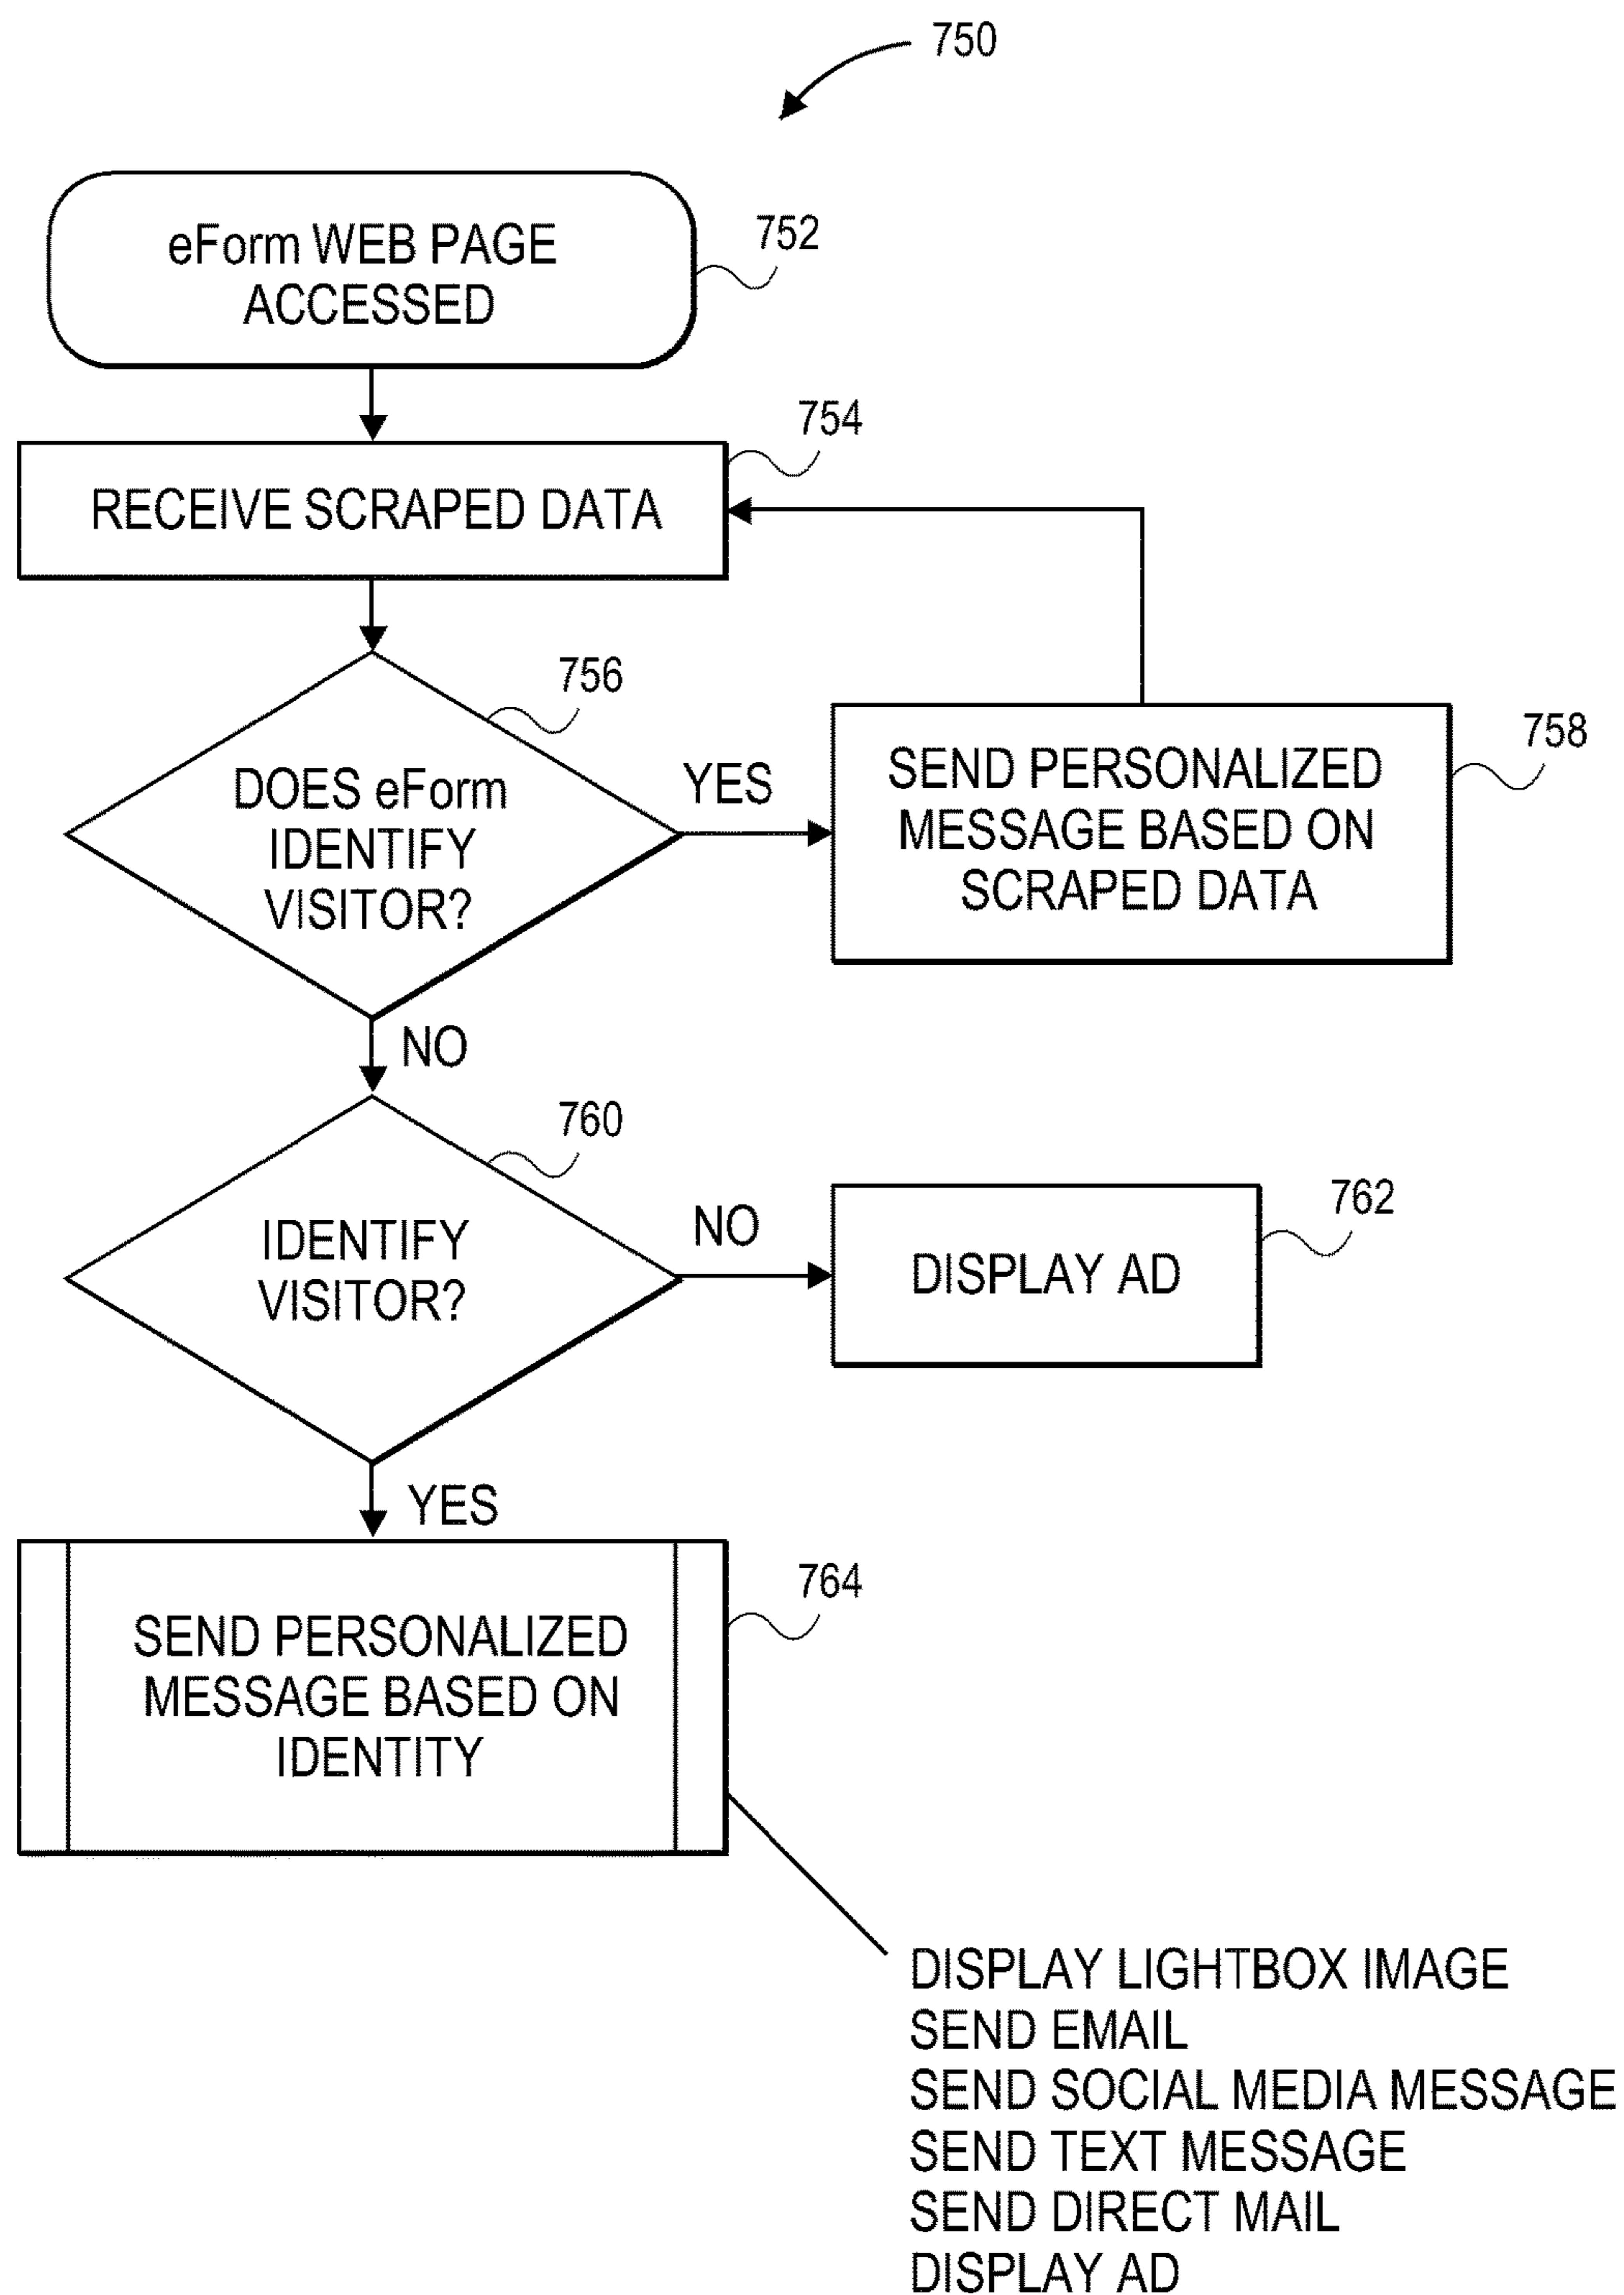 750
eForm WEB PAGE
ACCESSED
752
754
RECEIVE SCRAPED DATA
756
DOES eForm
IDENTIFY
VISITOR?
YES
758
SEND PERSONALIZED
MESSAGE BASED ON
SCRAPED DATA
NO
760
IDENTIFY
VISITOR?
NO
762
DISPLAY AD
YES
764
SEND PERSONALIZED
MESSAGE BASED ON
IDENTITY
DISPLAY LIGHTBOX IMAGE
SEND EMAIL
SEND SOCIAL MEDIA MESSAGE
SEND TEXT MESSAGE
SEND DIRECT MAIL
DISPLAY AD